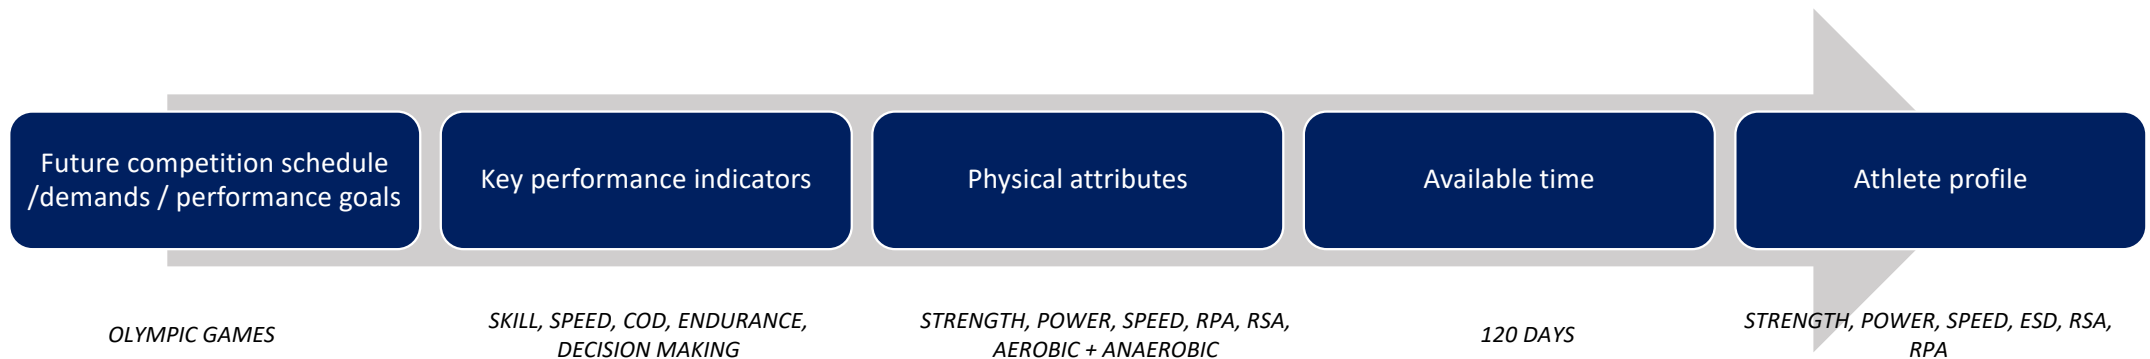 Future competition schedule
/demands / performance goals
Key performance indicators
Physical attributes
Available time
Athlete profile
OLYMPIC GAMES
SKILL, SPEED, COD, ENDURANCE,
DECISION MAKING
STRENGTH, POWER, SPEED, RPA, RSA,
AEROBIC + ANAEROBIC
120 DAYS
STRENGTH, POWER, SPEED, ESD, RSA,
RPA